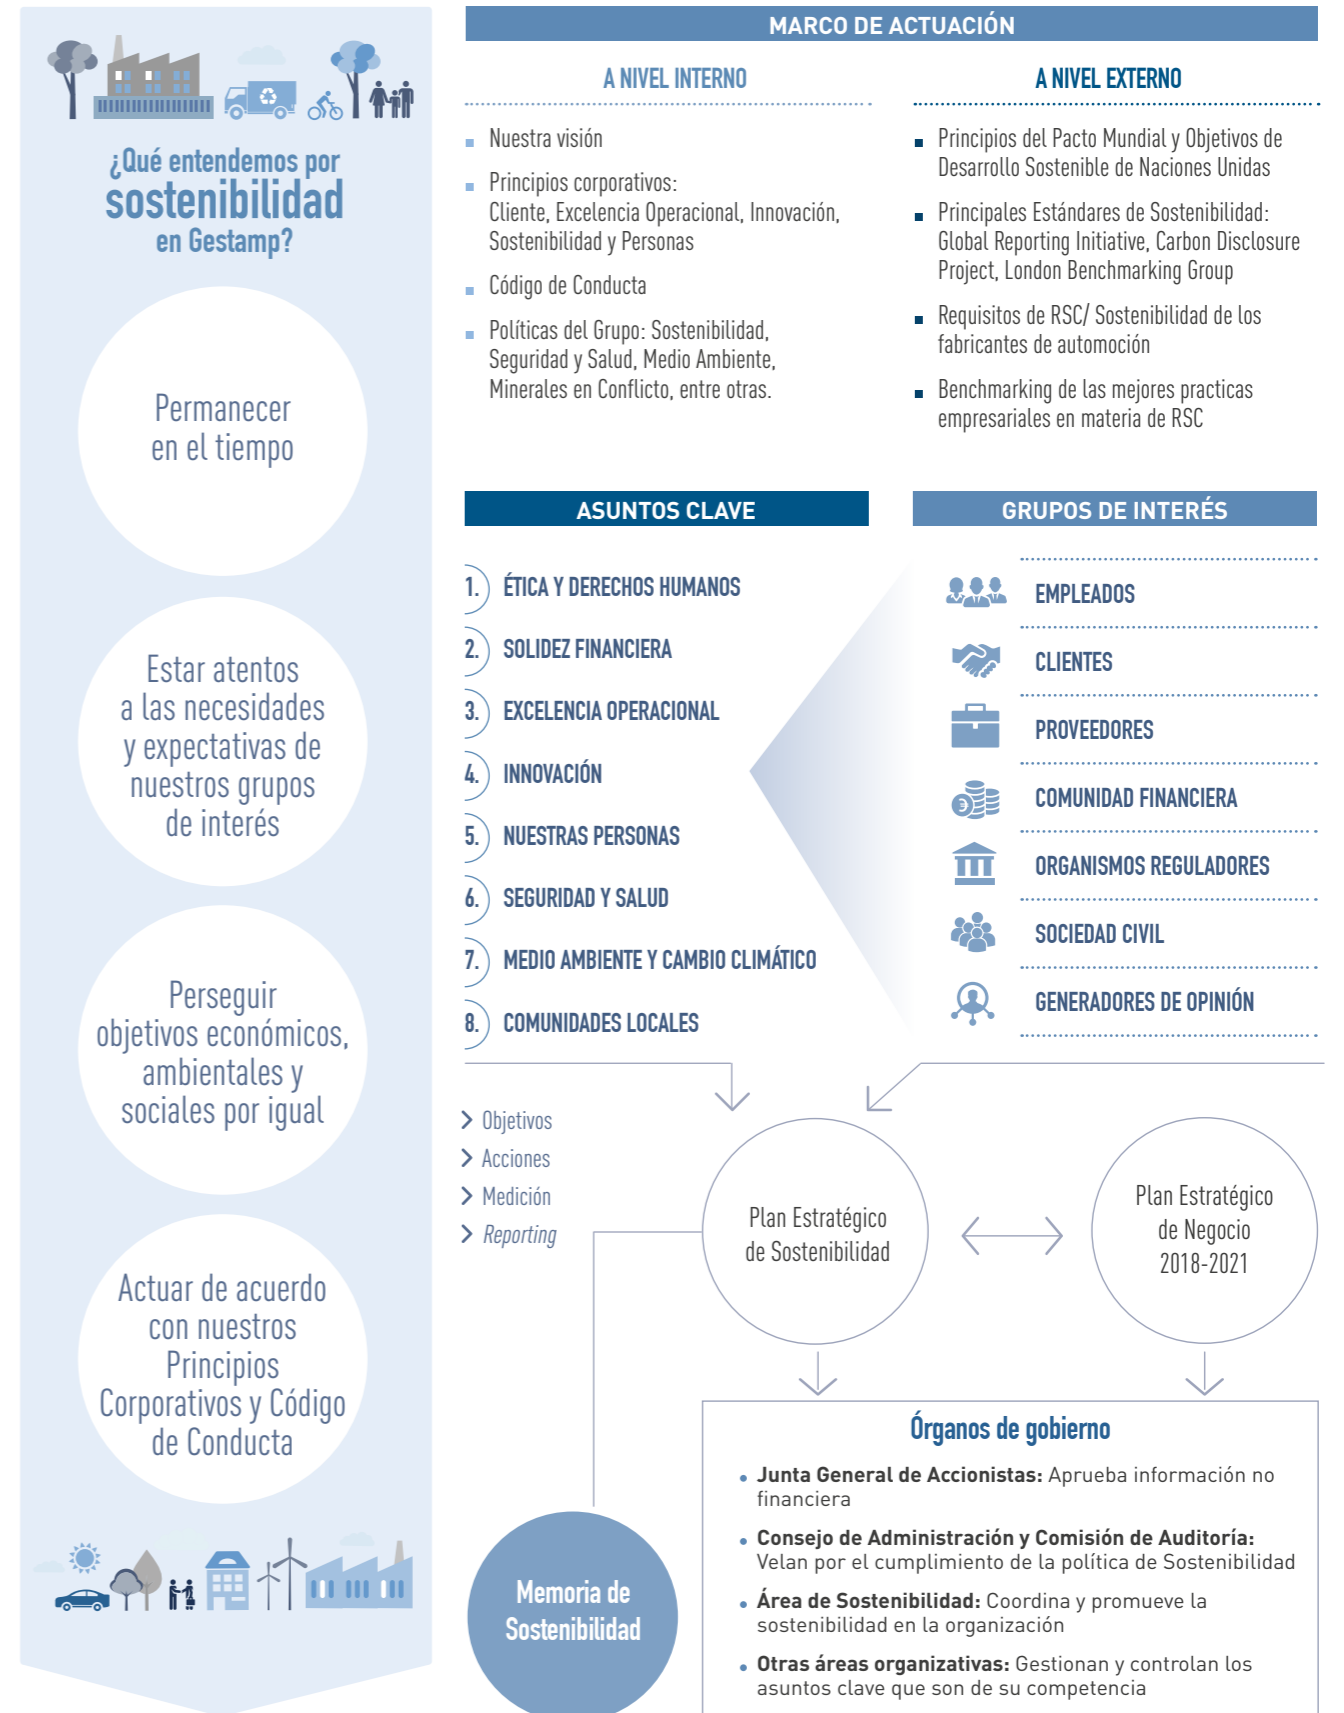 ¿Qué entendemos por
sostenibilidad
en Gestamp?
Permanecer
en el tiempo
Estar atentos
a las necesidades
y expectativas de
nuestros grupos
de interés
Perseguir
objetivos económicos,
ambientales y
sociales por igual
Actuar de acuerdo
con nuestros
Principios
Corporativos y Código
de Conducta
MARCO DE ACTUACIÓN
A NIVEL INTERNO
Nuestra visión
Principios corporativos:
Cliente, Excelencia Operacional, Innovación,
Sostenibilidad y Personas
Código de Conducta
Políticas del Grupo: Sostenibilidad,
Seguridad y Salud, Medio Ambiente,
Minerales en Conflicto, entre otras.
A NIVEL EXTERNO
Principios del Pacto Mundial y Objetivos de
Desarrollo Sostenible de Naciones Unidas
Principales Estándares de Sostenibilidad:
Global Reporting Initiative, Carbon Disclosure
Project, London Benchmarking Group
Requisitos de RSC/ Sostenibilidad de los
fabricantes de automoción
Benchmarking de las mejores practicas
empresariales en materia de RSC
ASUNTOS CLAVE
1. ÉTICA Y DERECHOS HUMANOS
2. SOLIDEZ FINANCIERA
3. EXCELENCIA OPERACIONAL
4. INNOVACIÓN
5. NUESTRAS PERSONAS
6. SEGURIDAD Y SALUD
7. MEDIO AMBIENTE Y CAMBIO CLIMÁTICO
8. COMUNIDADES LOCALES
GRUPOS DE INTERÉS
EMPLEADOS
CLIENTES
PROVEEDORES
COMUNIDAD FINANCIERA
ORGANISMOS REGULADORES
SOCIEDAD CIVIL
GENERADORES DE OPINIÓN
Objetivos
Acciones
Medición
Reporting
Plan Estratégico
de Sostenibilidad
Plan Estratégico
de Negocio
2018-2021
Memoria de
Sostenibilidad
Órganos de gobierno
• Junta General de Accionistas: Aprueba información no
financiera
• Consejo de Administración y Comisión de Auditoría:
Velan por el cumplimiento de la política de Sostenibilidad
• Área de Sostenibilidad: Coordina y promueve la
sostenibilidad en la organización
• Otras áreas organizativas: Gestionan y controlan los
asuntos clave que son de su competencia